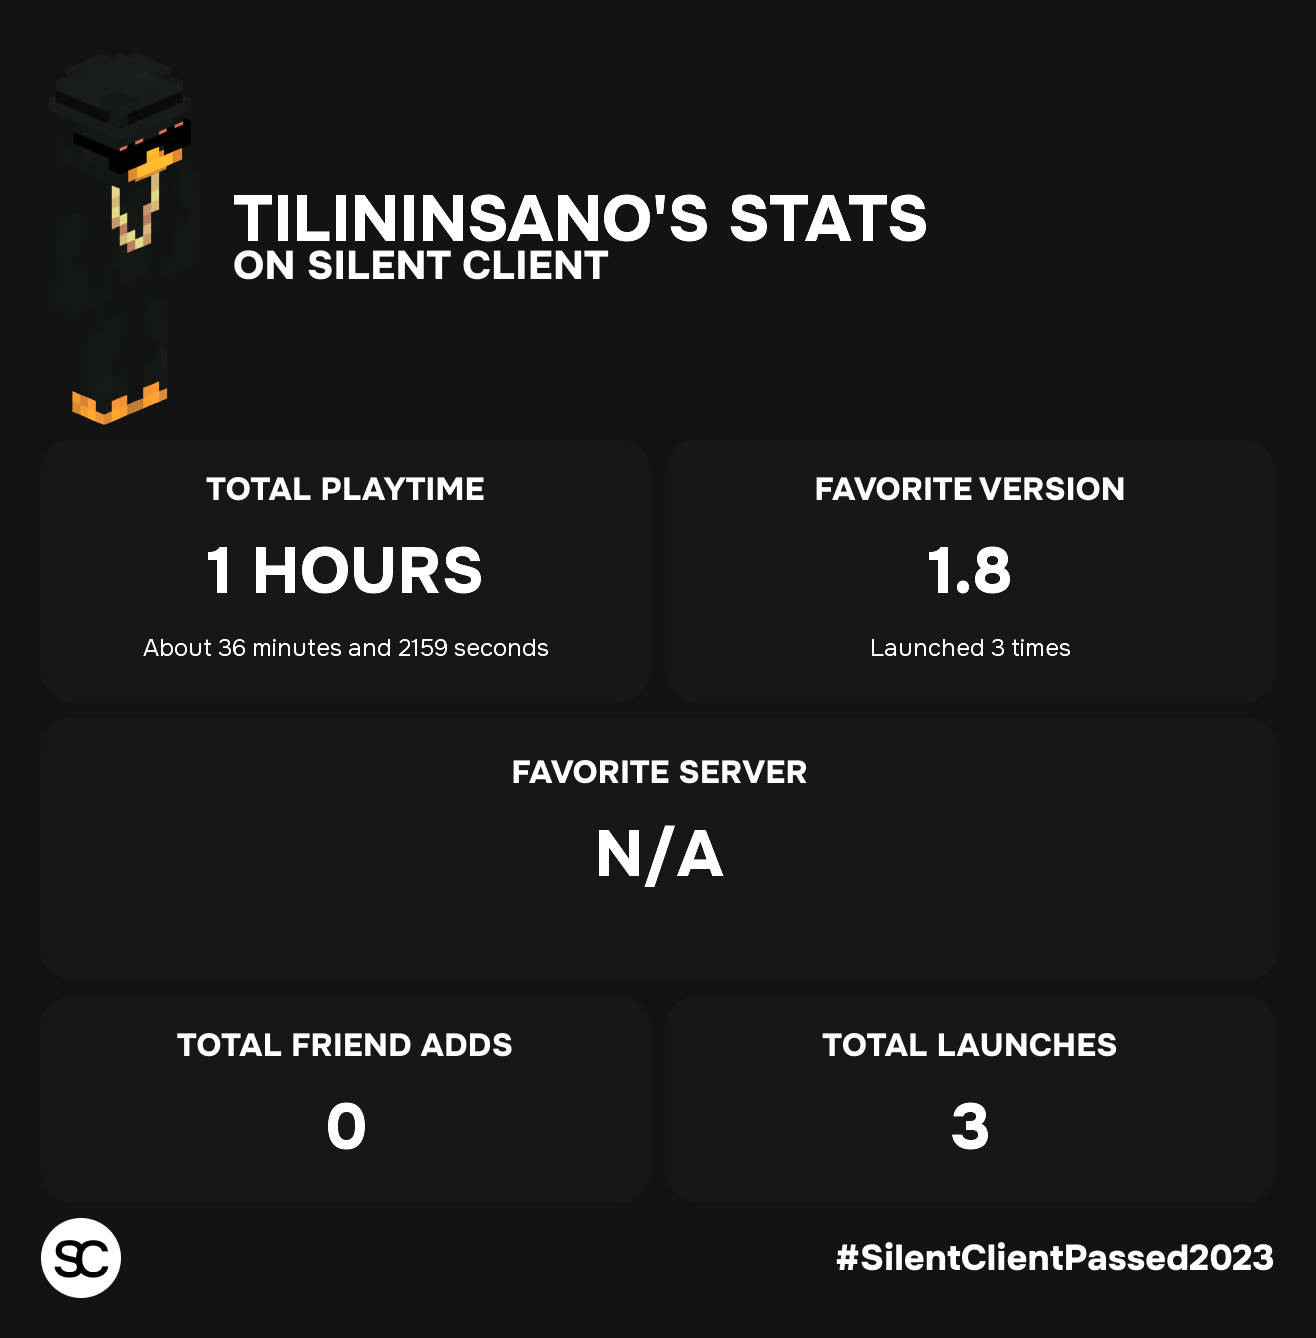 TILININSANO'S STATS
ON SILENT CLIENT
TOTAL PLAYTIME
1 HOURS
About 36 minutes and 2159 seconds
FAVORITE VERSION
1.8
Launched 3 times
FAVORITE SERVER
N/A
TOTAL FRIEND ADDS
0
TOTAL LAUNCHES
3
SC
#SilentClientPassed2023